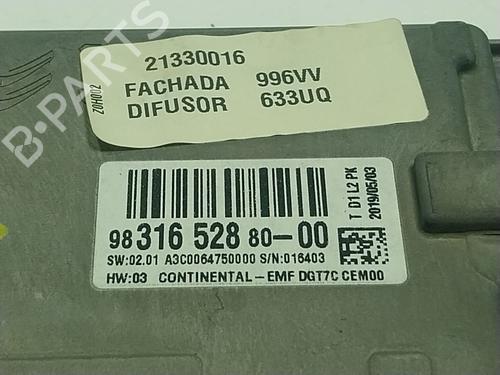 21330016
FACHADA 996VV
DIFUSOR 633UQ
Z0H002
T D1 L2 PK
2019/05/03
98 316 528 80-00
SW:02.01 A3C0064750000 S/N:016403
HW:03 CONTINENTAL-EMF DGT7C CEM00
B-PARTS